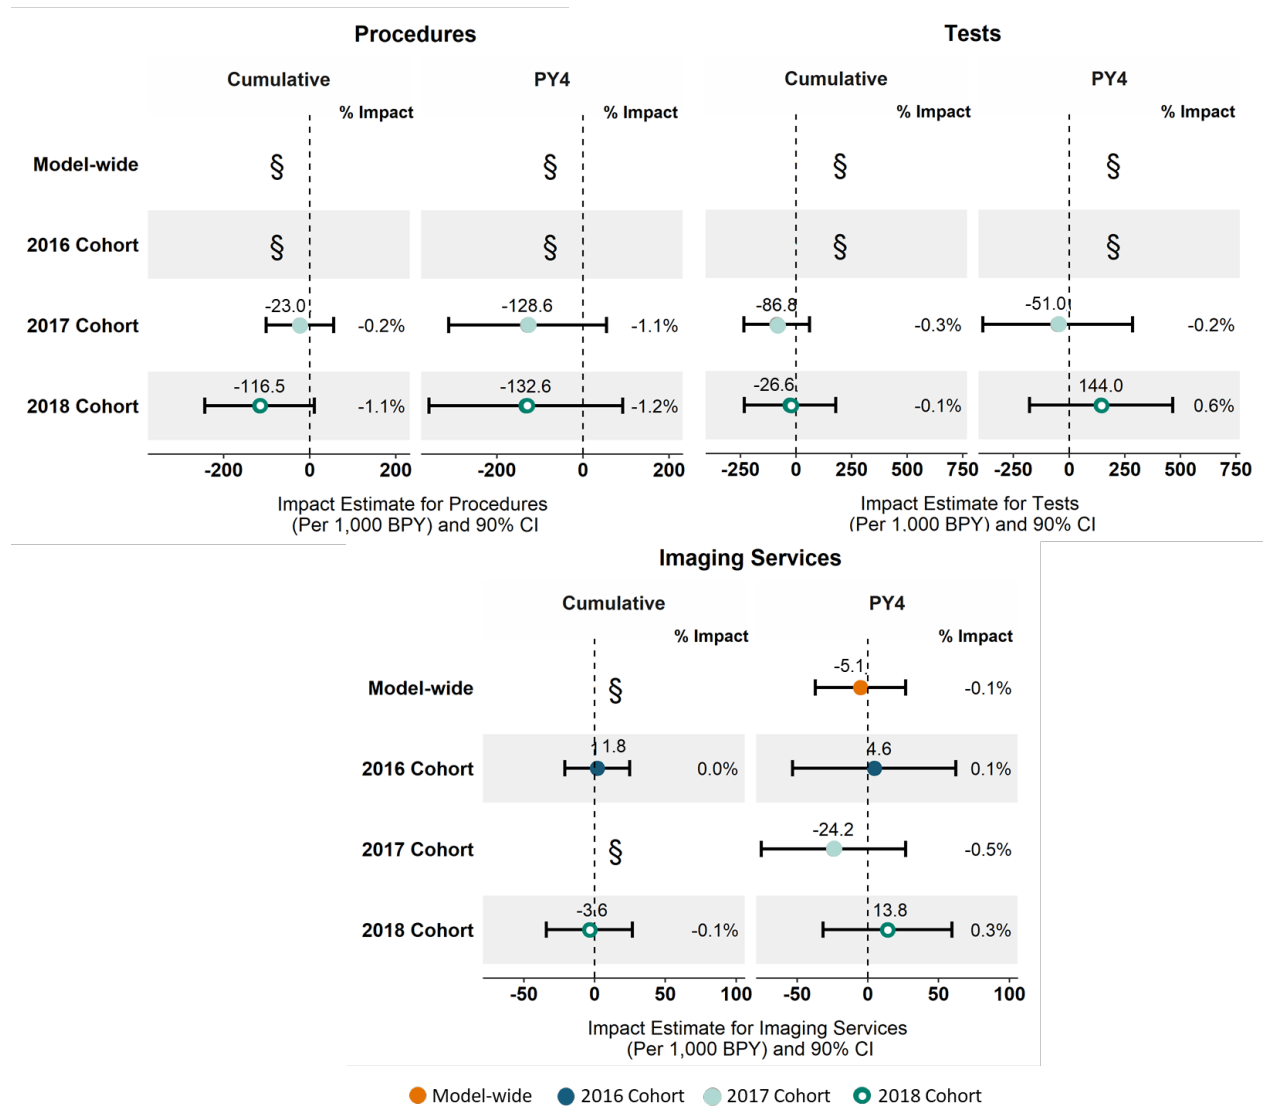 Procedures
Tests
Cumulative
PY4
Cumulative
PY4
% Impact
% Impact
% Impact
% Impact
Model-wide
§
§
§
§
2016 Cohort
§
§
§
§
2017 Cohort
-23.0
-0.2%
-128.6
-1.1%
-86.8
-0.3%
-51.0
-0.2%
2018 Cohort
-116.5
-1.1%
-132.6
-1.2%
-26.6
-0.1%
144.0
0.6%
-200 0 200
-200 0 200
-250 0 250 500 750
-250 0 250 500 750
Impact Estimate for Procedures
(Per 1,000 BPY) and 90% CI
Impact Estimate for Tests
(Per 1.000 BPY) and 90% CI
Imaging Services
Cumulative
PY4
% Impact
% Impact
Model-wide
§
-5.1
-0.1%
2016 Cohort
1.8
0.0%
4.6
0.1%
2017 Cohort
§
-24.2
-0.5%
2018 Cohort
-3.6
-0.1%
13.8
0.3%
-50 0 50 100
-50 0 50 100
Impact Estimate for Imaging Services
(Per 1,000 BPY) and 90% CI
Model-wide 2016 Cohort 2017 Cohort 2018 Cohort